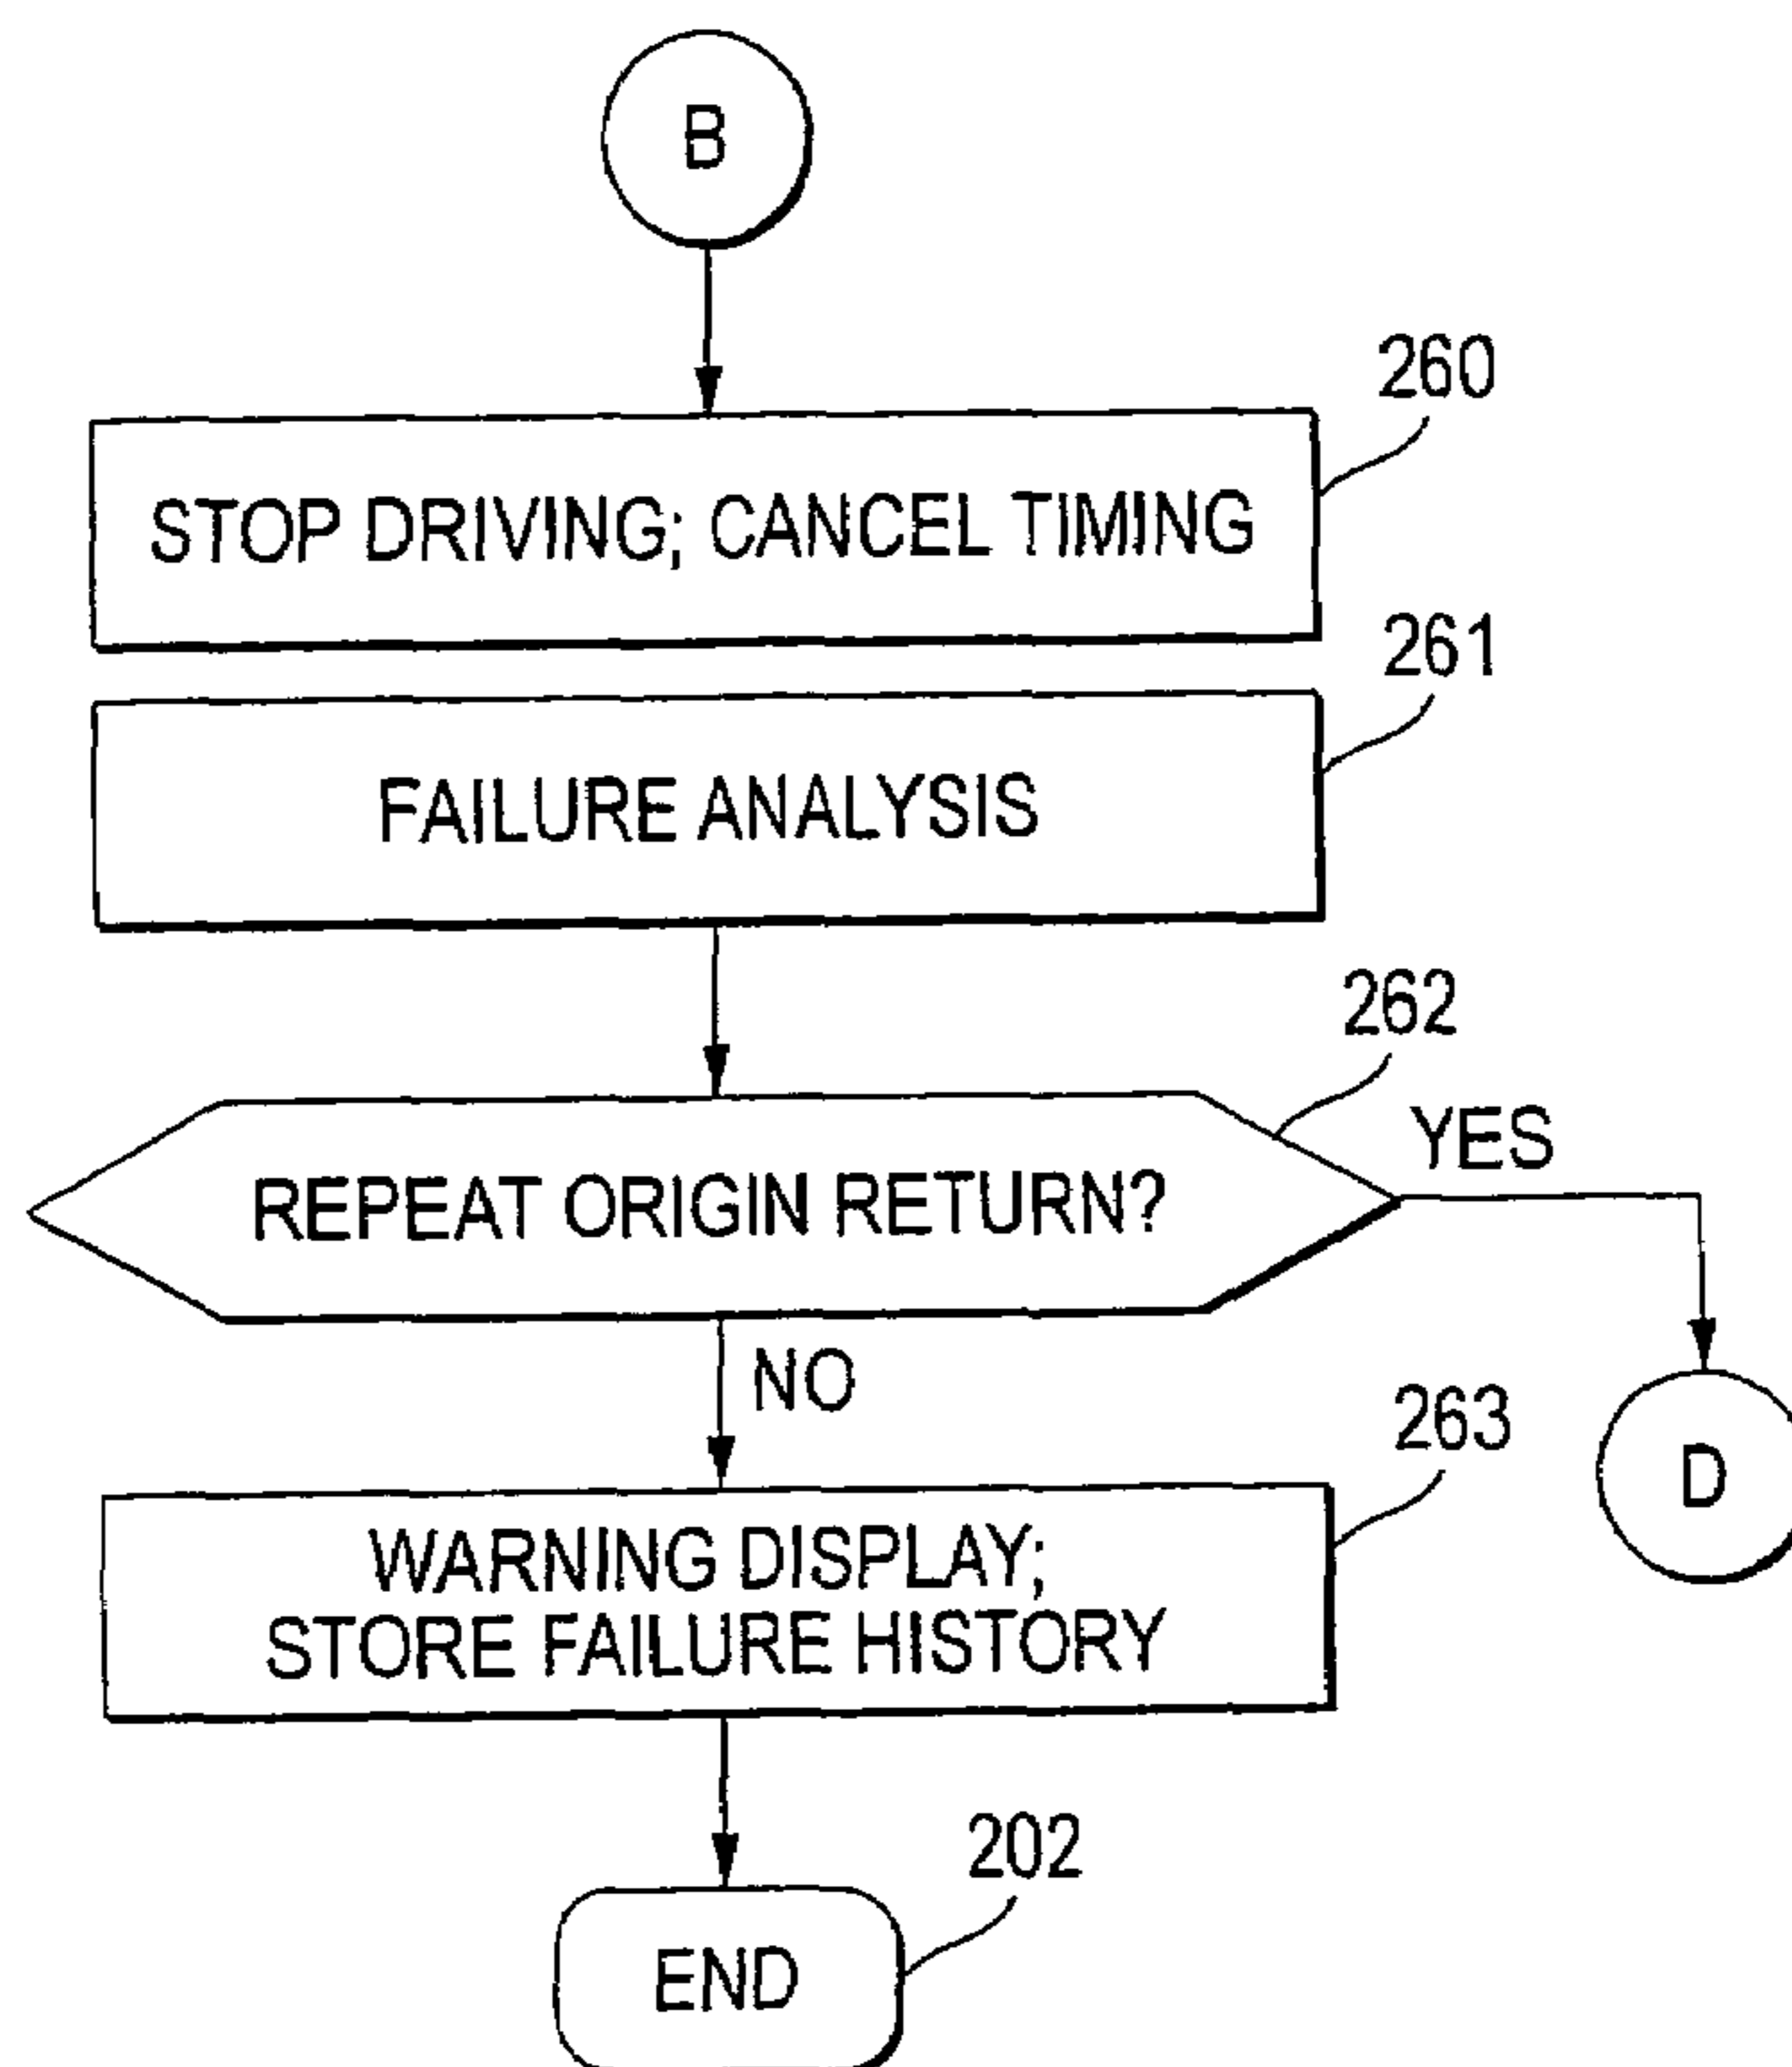 B
260
STOP DRIVING; CANCEL TIMING
261
FAILURE ANALYSIS
262
YES
REPEAT ORIGIN RETURN?
NO
263
D
WARNING DISPLAY;
STORE FAILURE HISTORY
202
END